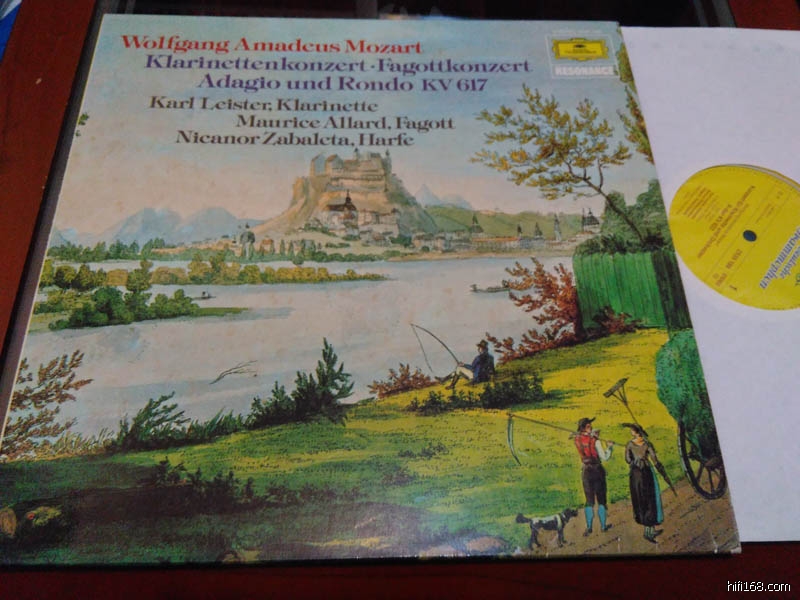 Wolfgang Amadeus Mozart
Klarinettenkonzert · Fagottkonzert
Adagio und Rondo KV 617
Karl Leister, Klarinette
Maurice Allard, Fagott
Nicanor Zabaleta, Harfe
RESONANCE
hifi168.com